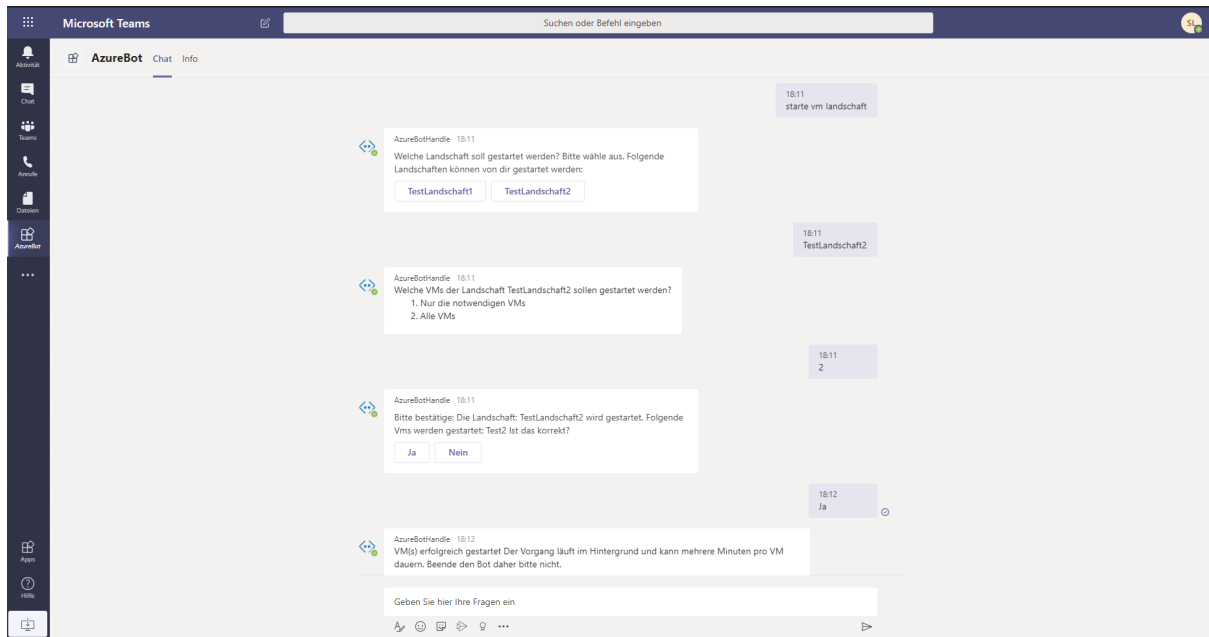 Microsoft Teams
Suchen oder Befehl eingeben
SL
Aktivität
Chat
Teams
Anrufe
Dateien
AzureBot
Apps
Hilfe
AzureBot Chat Info
18:11
starte vm landschaft
AzureBotHandle 18:11
Welche Landschaft soll gestartet werden? Bitte wähle aus. Folgende
Landschaften können von dir gestartet werden:
TestLandschaft1 TestLandschaft2
18:11
TestLandschaft2
AzureBotHandle 18:11
Welche VMs der Landschaft TestLandschaft2 sollen gestartet werden?
1. Nur die notwendigen VMs
2. Alle VMs
18:11
2
AzureBotHandle 18:11
Bitte bestätige: Die Landschaft: TestLandschaft2 wird gestartet. Folgende
Vms werden gestartet: Test2 Ist das korrekt?
Ja Nein
18:12
Ja
AzureBotHandle 18:12
VM(s) erfolgreich gestartet Der Vorgang läuft im Hintergrund und kann mehrere Minuten pro VM
dauern. Beende den Bot daher bitte nicht.
Geben Sie hier Ihre Fragen ein